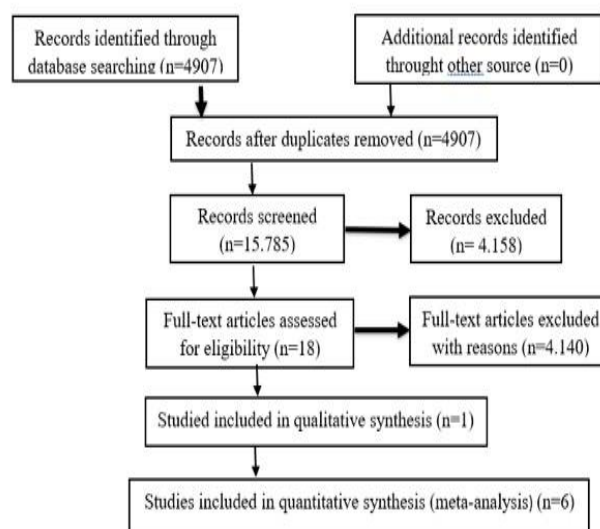 Records identified through
database searching (n=4907)
Additional records identified
throught other source (n=0)
Records after duplicates removed (n=4907)
Records screened
(n=15.785)
Records excluded
(n= 4.158)
Full-text articles assessed
for eligibility (n=18)
Full-text articles excluded
with reasons (n=4.140)
Studied included in qualitative synthesis (n=1)
Studies included in quantitative synthesis (meta-analysis) (n=6)